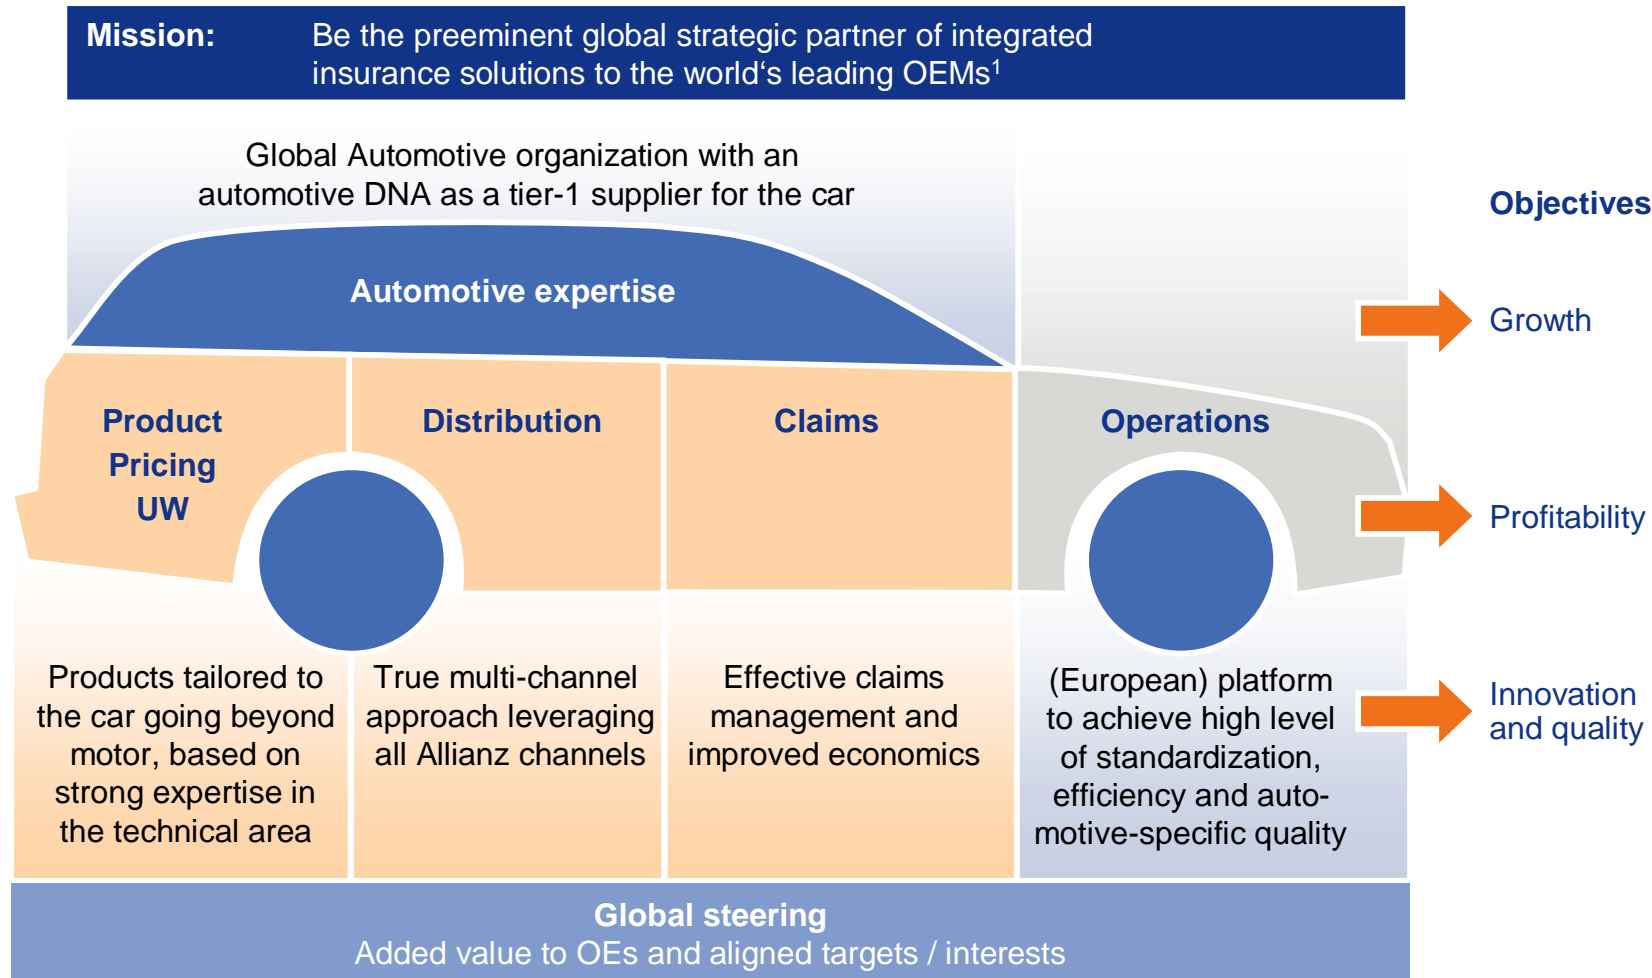 Mission: Be the preeminent global strategic partner of integrated
insurance solutions to the world‘s leading OEMs¹
Global Automotive organization with an
automotive DNA as a tier-1 supplier for the car
Automotive expertise
Product
Pricing
UW
Distribution
Claims
Operations
Products tailored to
the car going beyond
motor, based on
strong expertise in
the technical area
True multi-channel
approach leveraging
all Allianz channels
Effective claims
management and
improved economics
(European) platform
to achieve high level
of standardization,
efficiency and auto-
motive-specific quality
Objectives
Growth
Profitability
Innovation
and quality
Global steering
Added value to OEs and aligned targets / interests